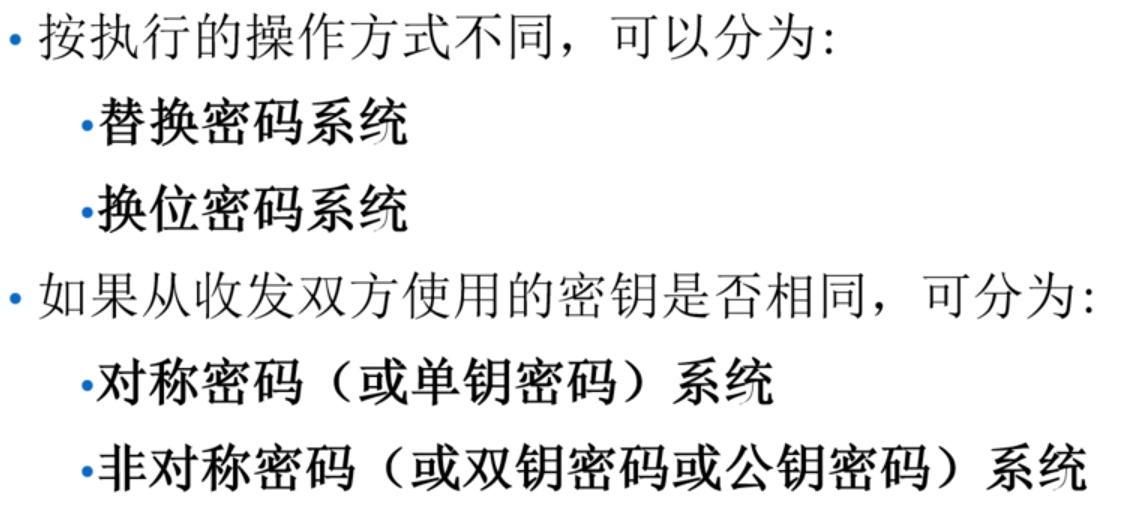 • 按执行的操作方式不同，可以分为:
•替换密码系统
•换位密码系统
• 如果从收发双方使用的密钥是否相同，可分为:
•对称密码（或单钥密码）系统
•非对称密码（或双钥密码或公钥密码）系统